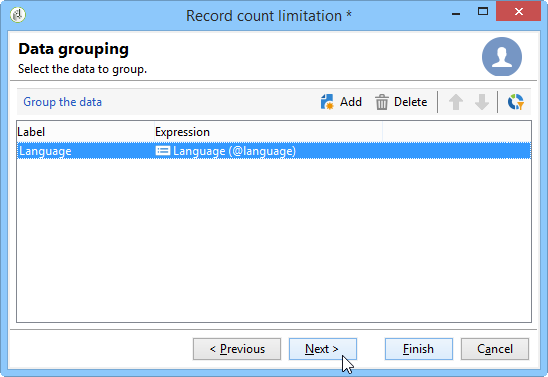 Record count limitation *
Data grouping
Select the data to group.
Group the data Add Delete
Label Expression
Language Language (@language)
< Previous Next > Finish Cancel